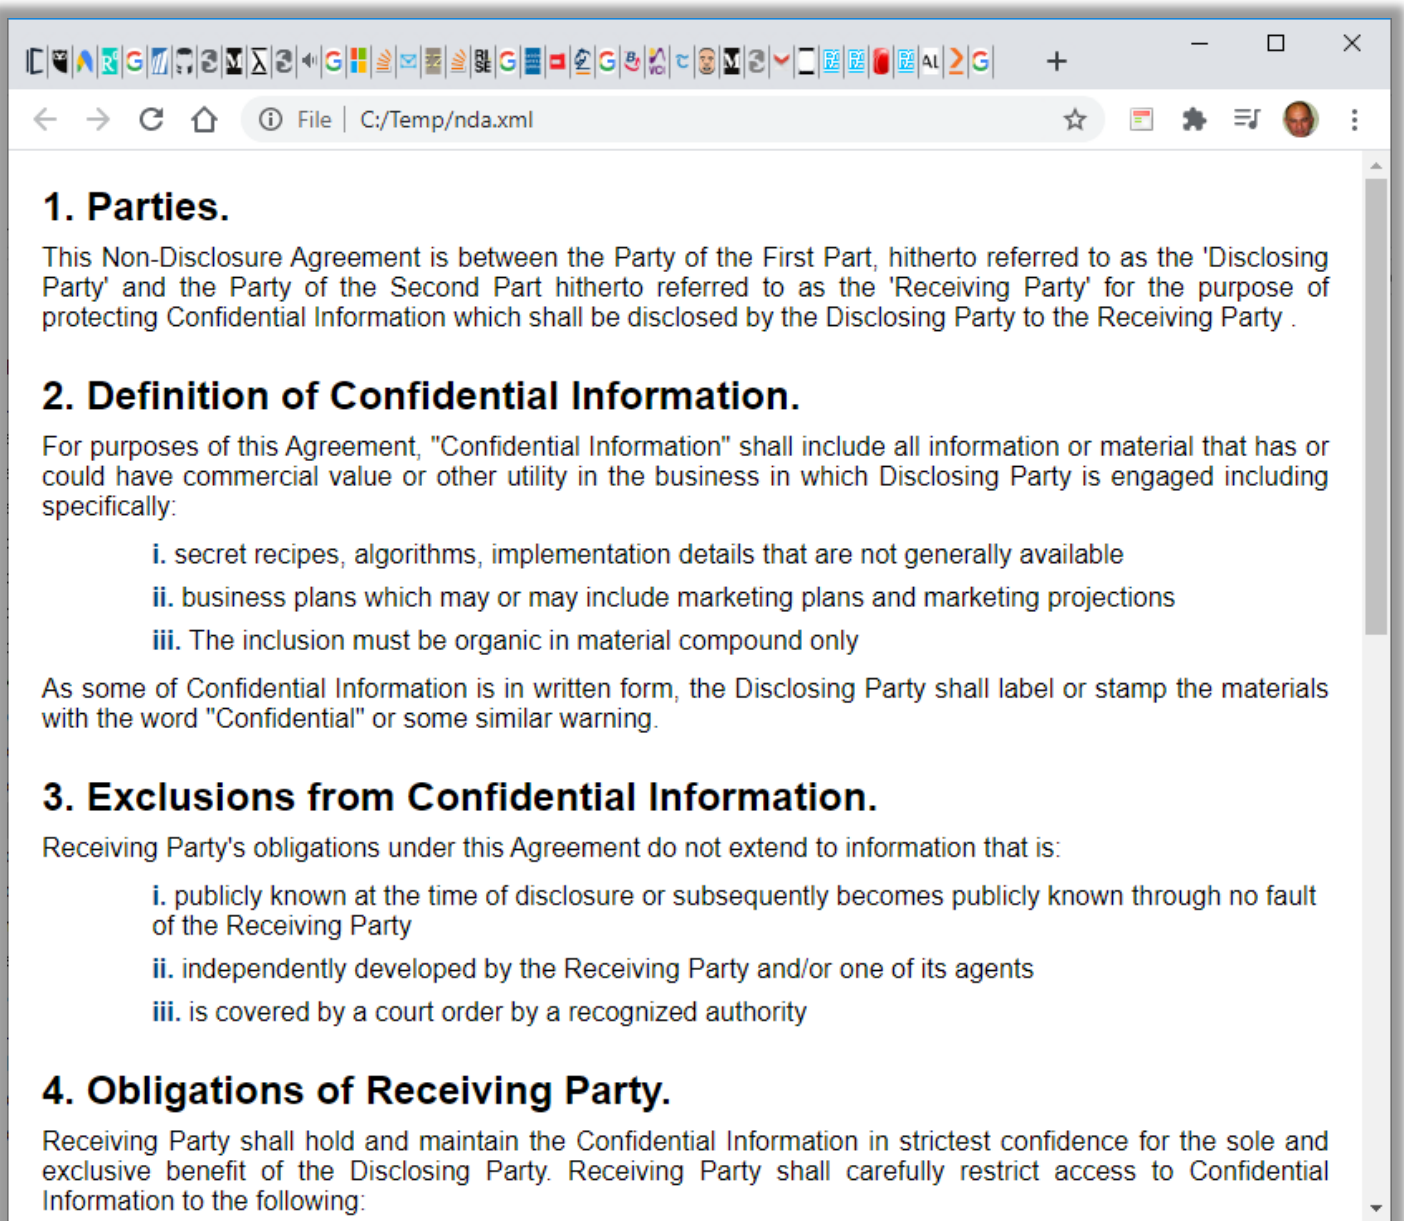 File | C:/Temp/nda.xml
1. Parties.
This Non-Disclosure Agreement is between the Party of the First Part, hitherto referred to as the 'Disclosing
Party' and the Party of the Second Part hitherto referred to as the 'Receiving Party' for the purpose of
protecting Confidential Information which shall be disclosed by the Disclosing Party to the Receiving Party .
2. Definition of Confidential Information.
For purposes of this Agreement, "Confidential Information" shall include all information or material that has or
could have commercial value or other utility in the business in which Disclosing Party is engaged including
specifically:
i. secret recipes, algorithms, implementation details that are not generally available
ii. business plans which may or may include marketing plans and marketing projections
iii. The inclusion must be organic in material compound only
As some of Confidential Information is in written form, the Disclosing Party shall label or stamp the materials
with the word "Confidential" or some similar warning.
3. Exclusions from Confidential Information.
Receiving Party's obligations under this Agreement do not extend to information that is:
i. publicly known at the time of disclosure or subsequently becomes publicly known through no fault
of the Receiving Party
ii. independently developed by the Receiving Party and/or one of its agents
iii. is covered by a court order by a recognized authority
4. Obligations of Receiving Party.
Receiving Party shall hold and maintain the Confidential Information in strictest confidence for the sole and
exclusive benefit of the Disclosing Party. Receiving Party shall carefully restrict access to Confidential
Information to the following: